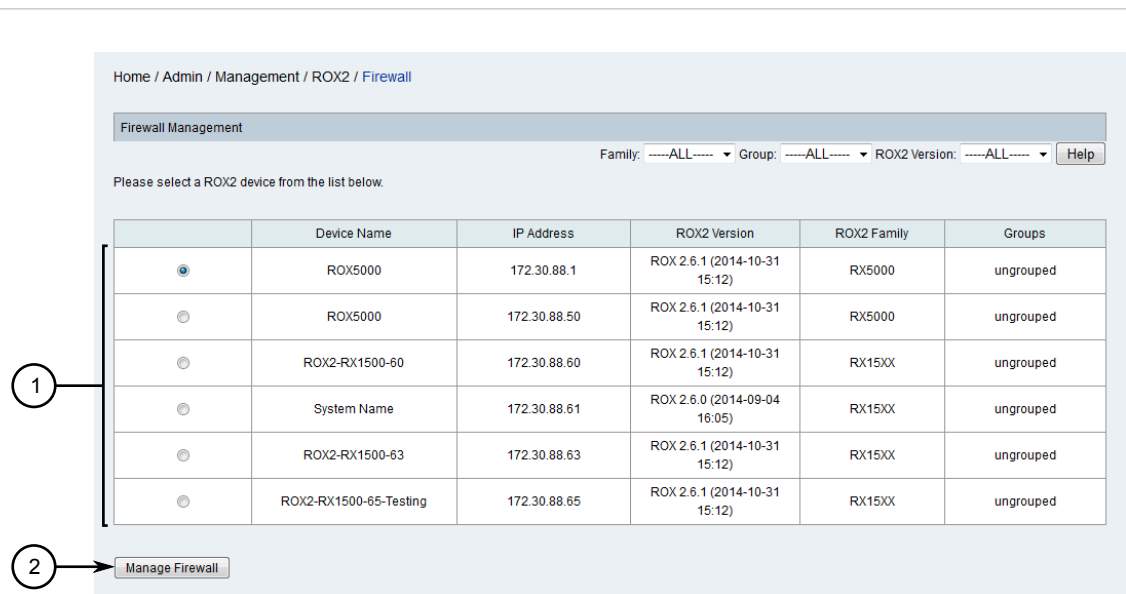 Home / Admin / Management / ROX2 / Firewall
Firewall Management
Family: -----ALL----- Group: -----ALL----- ROX2 Version: -----ALL----- Help
Please select a ROX2 device from the list below.
Device Name IP Address ROX2 Version ROX2 Family Groups
ROX5000 172.30.88.1 ROX 2.6.1 (2014-10-31 15:12) RX5000 ungrouped
ROX5000 172.30.88.50 ROX 2.6.1 (2014-10-31 15:12) RX5000 ungrouped
ROX2-RX1500-60 172.30.88.60 ROX 2.6.1 (2014-10-31 15:12) RX15XX ungrouped
System Name 172.30.88.61 ROX 2.6.0 (2014-09-04 16:05) RX15XX ungrouped
ROX2-RX1500-63 172.30.88.63 ROX 2.6.1 (2014-10-31 15:12) RX15XX ungrouped
ROX2-RX1500-65-Testing 172.30.88.65 ROX 2.6.1 (2014-10-31 15:12) RX15XX ungrouped
1
2 Manage Firewall